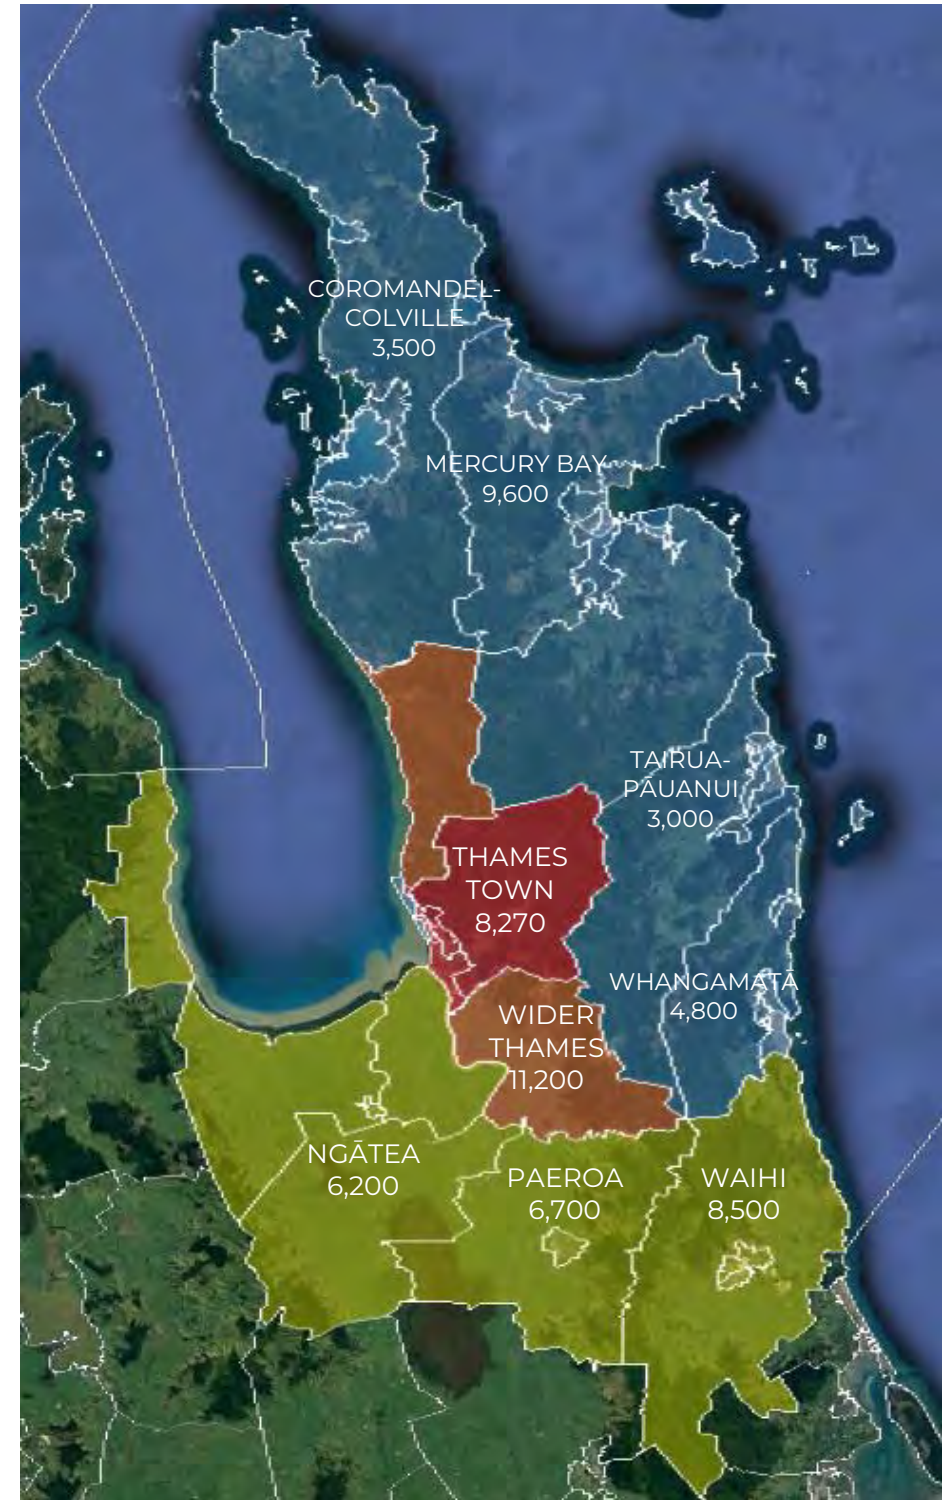 COROMANDEL-
COLVILLE
3,500
MERCURY BAY
9,600
TAIRUA-
PĀUANUI
3,000
THAMES
TOWN
8,270
WHANGAMATĀ
4,800
WIDER
THAMES
11,200
NGĀTEA
6,200
PAEROA
6,700
WAIHI
8,500